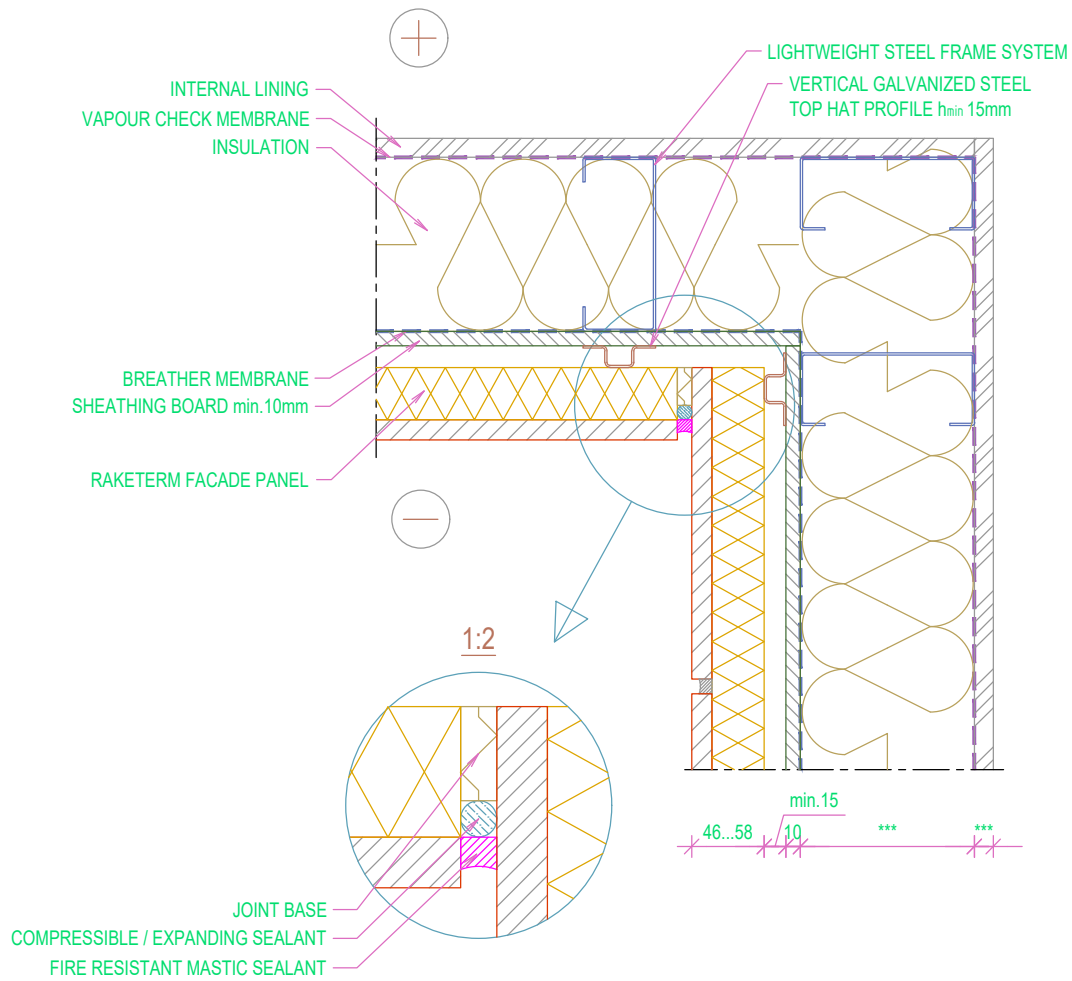 LIGHTWEIGHT STEEL FRAME SYSTEM
VERTICAL GALVANIZED STEEL
TOP HAT PROFILE hmin 15mm
INTERNAL LINING
VAPOUR CHECK MEMBRANE
INSULATION
BREATHER MEMBRANE
SHEATHING BOARD min.10mm
RAKETERM FACADE PANEL
1:2
min.15
46...58 10 *** ***
JOINT BASE
COMPRESSIBLE / EXPANDING SEALANT
FIRE RESISTANT MASTIC SEALANT